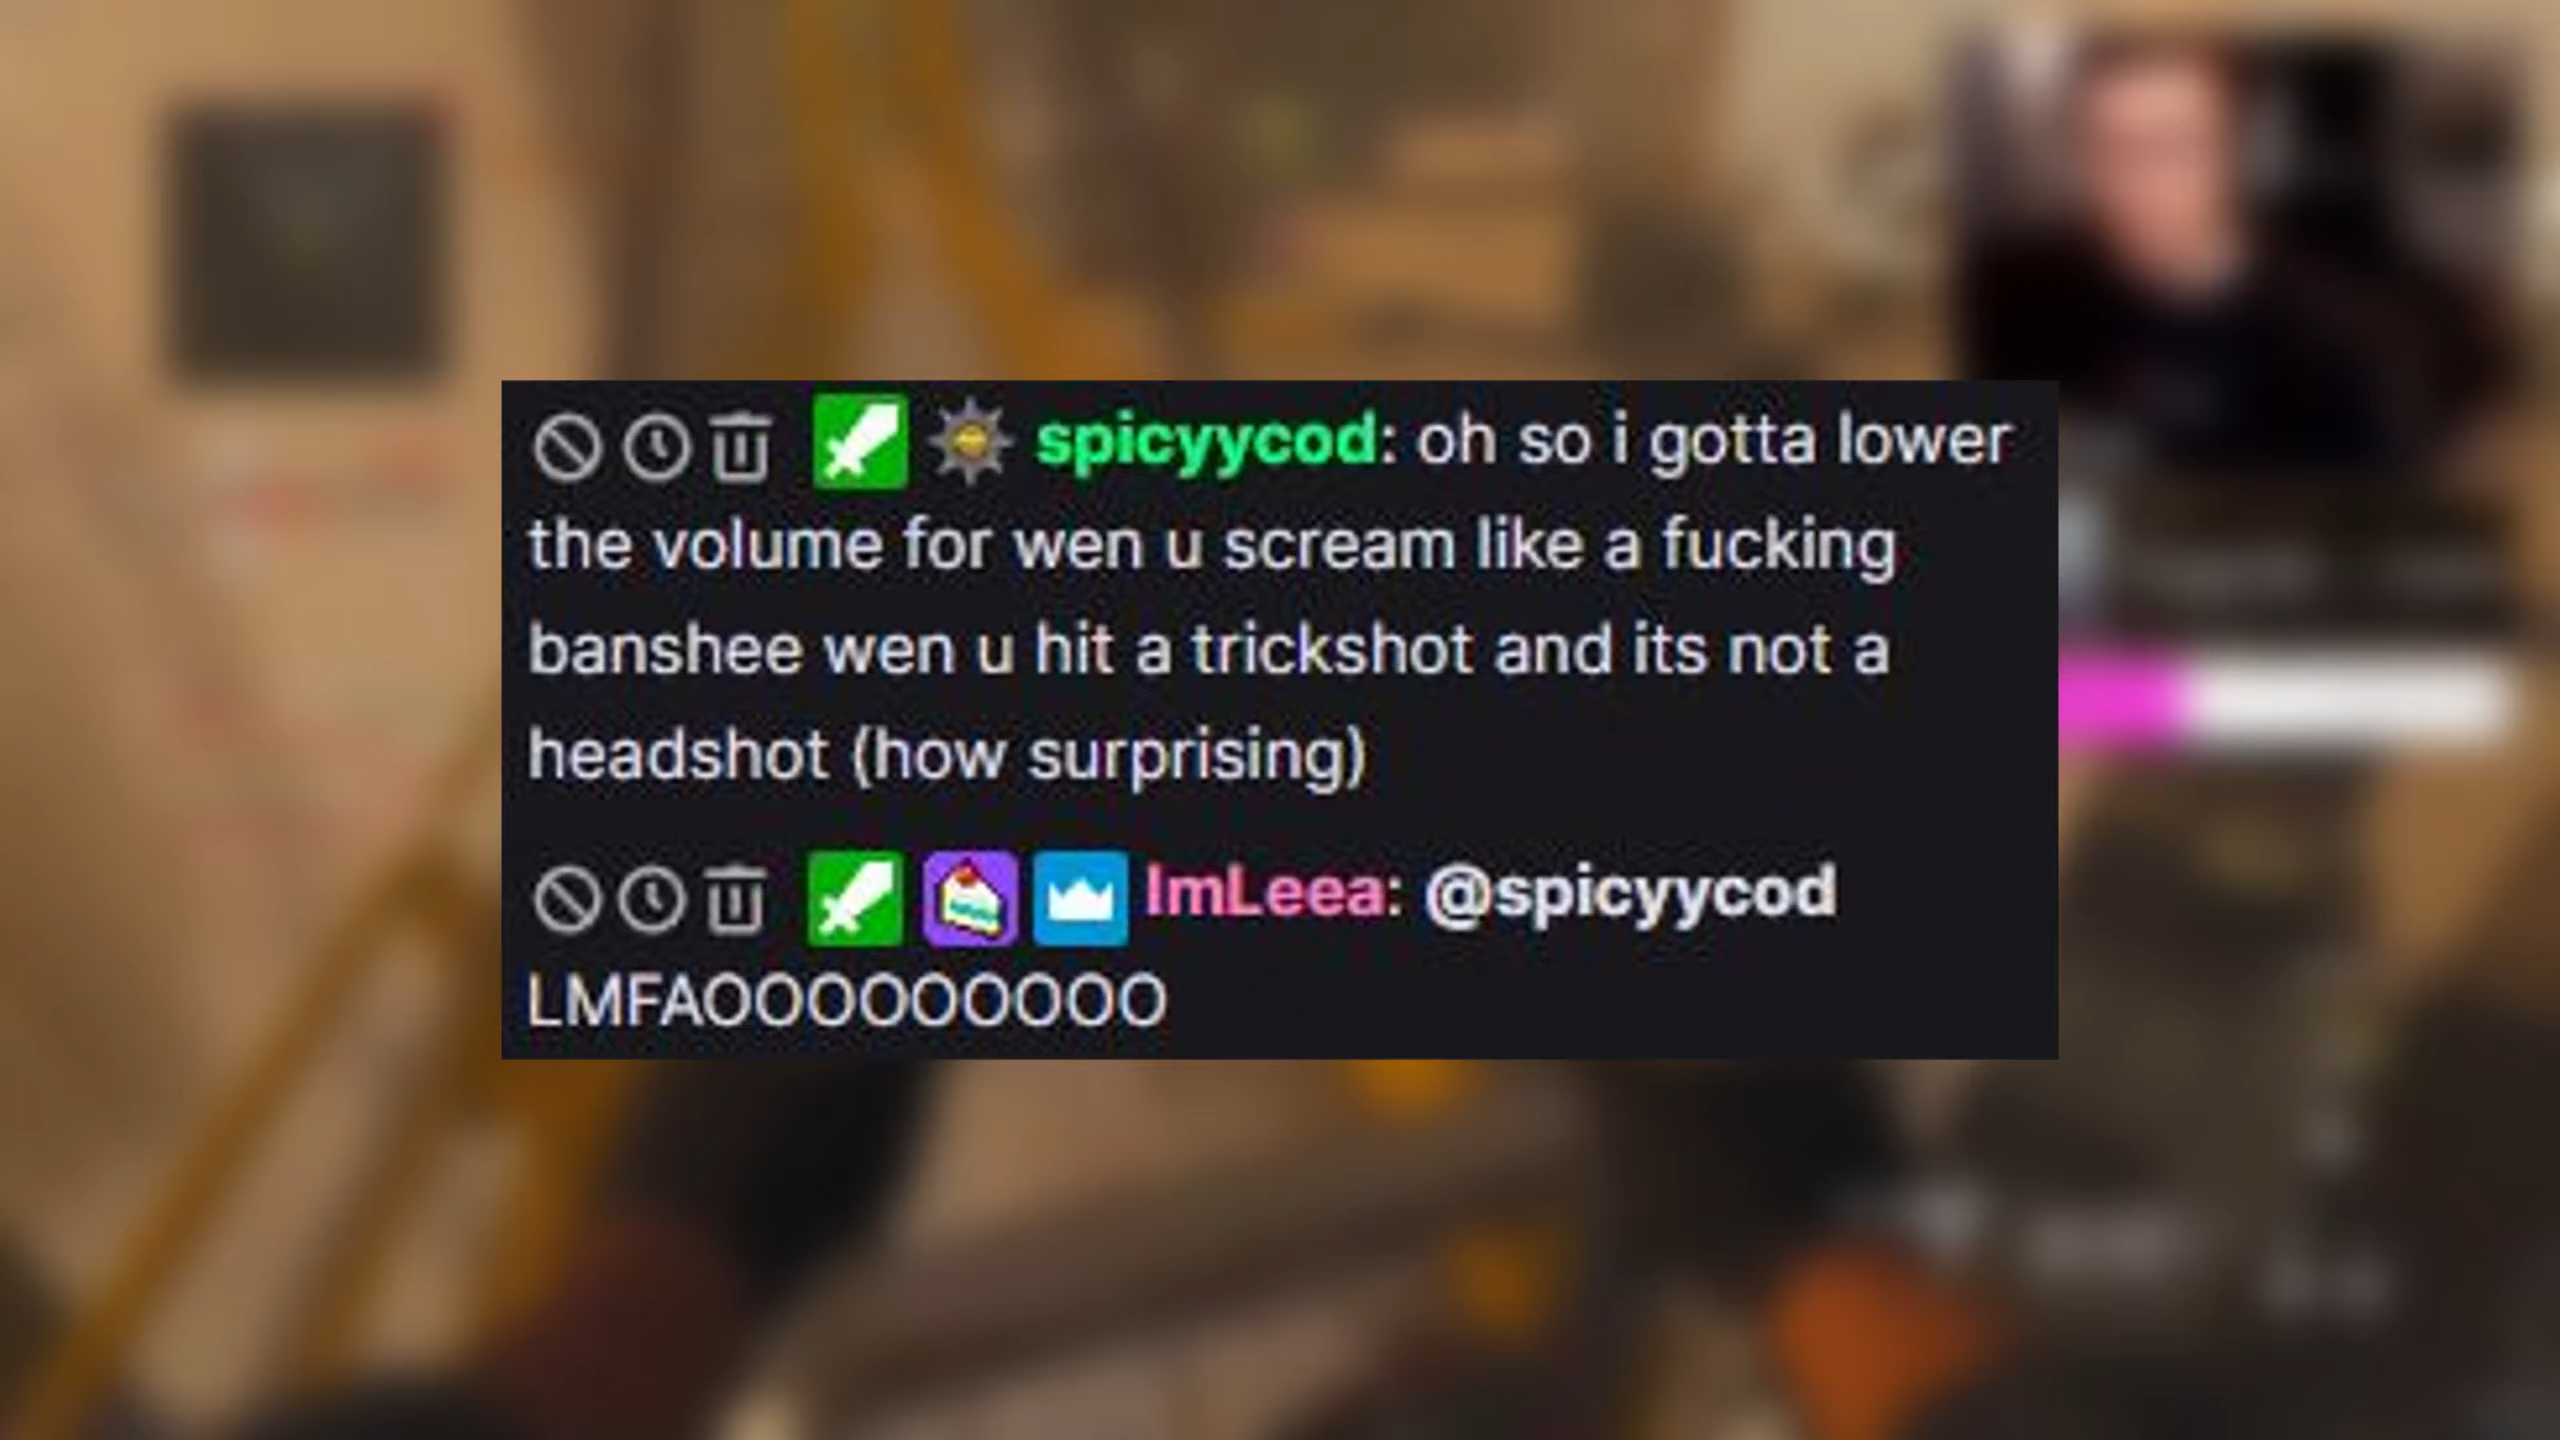 spicyycod: oh so i gotta lower
the volume for wen u scream like a fucking
banshee wen u hit a trickshot and its not a
headshot (how surprising)
ImLeea: @spicyycod
LMFAOOOOOOOOO